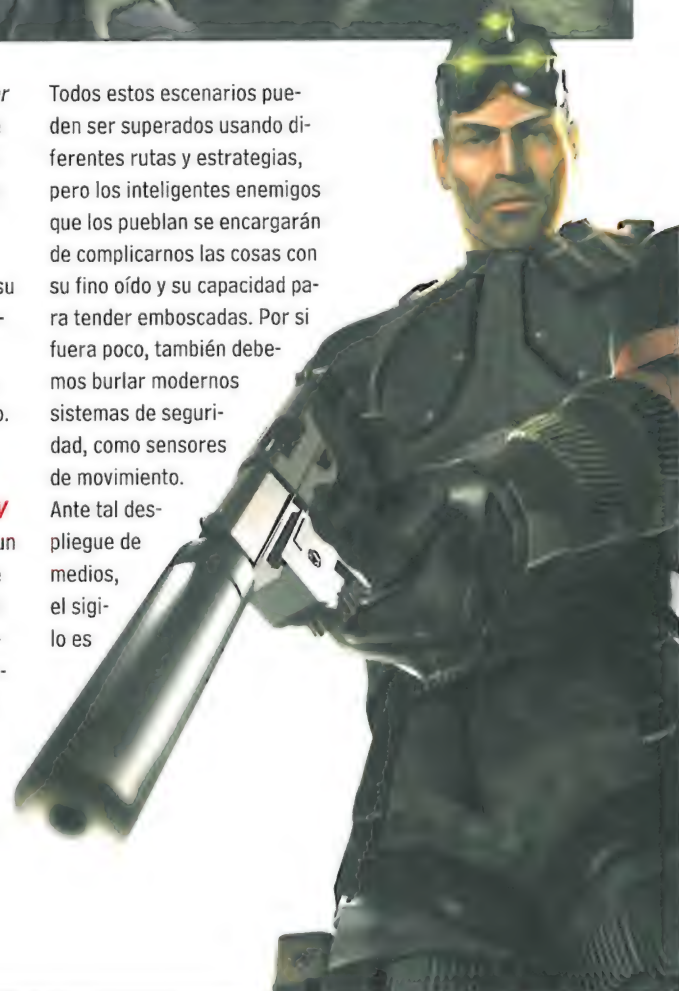 r
su
-
o.
y
un
e
-
-
Todos estos escenarios pue-
den ser superados usando di-
ferentes rutas y estrategias,
pero los inteligentes enemigos
que los pueblan se encargarán
de complicarnos las cosas con
su fino oído y su capacidad pa-
ra tender emboscadas. Por si
fuera poco, también debe-
mos burlar modernos
sistemas de seguri-
dad, como sensores
de movimiento.
Ante tal des-
pliegue de
medios,
el sigi-
lo es